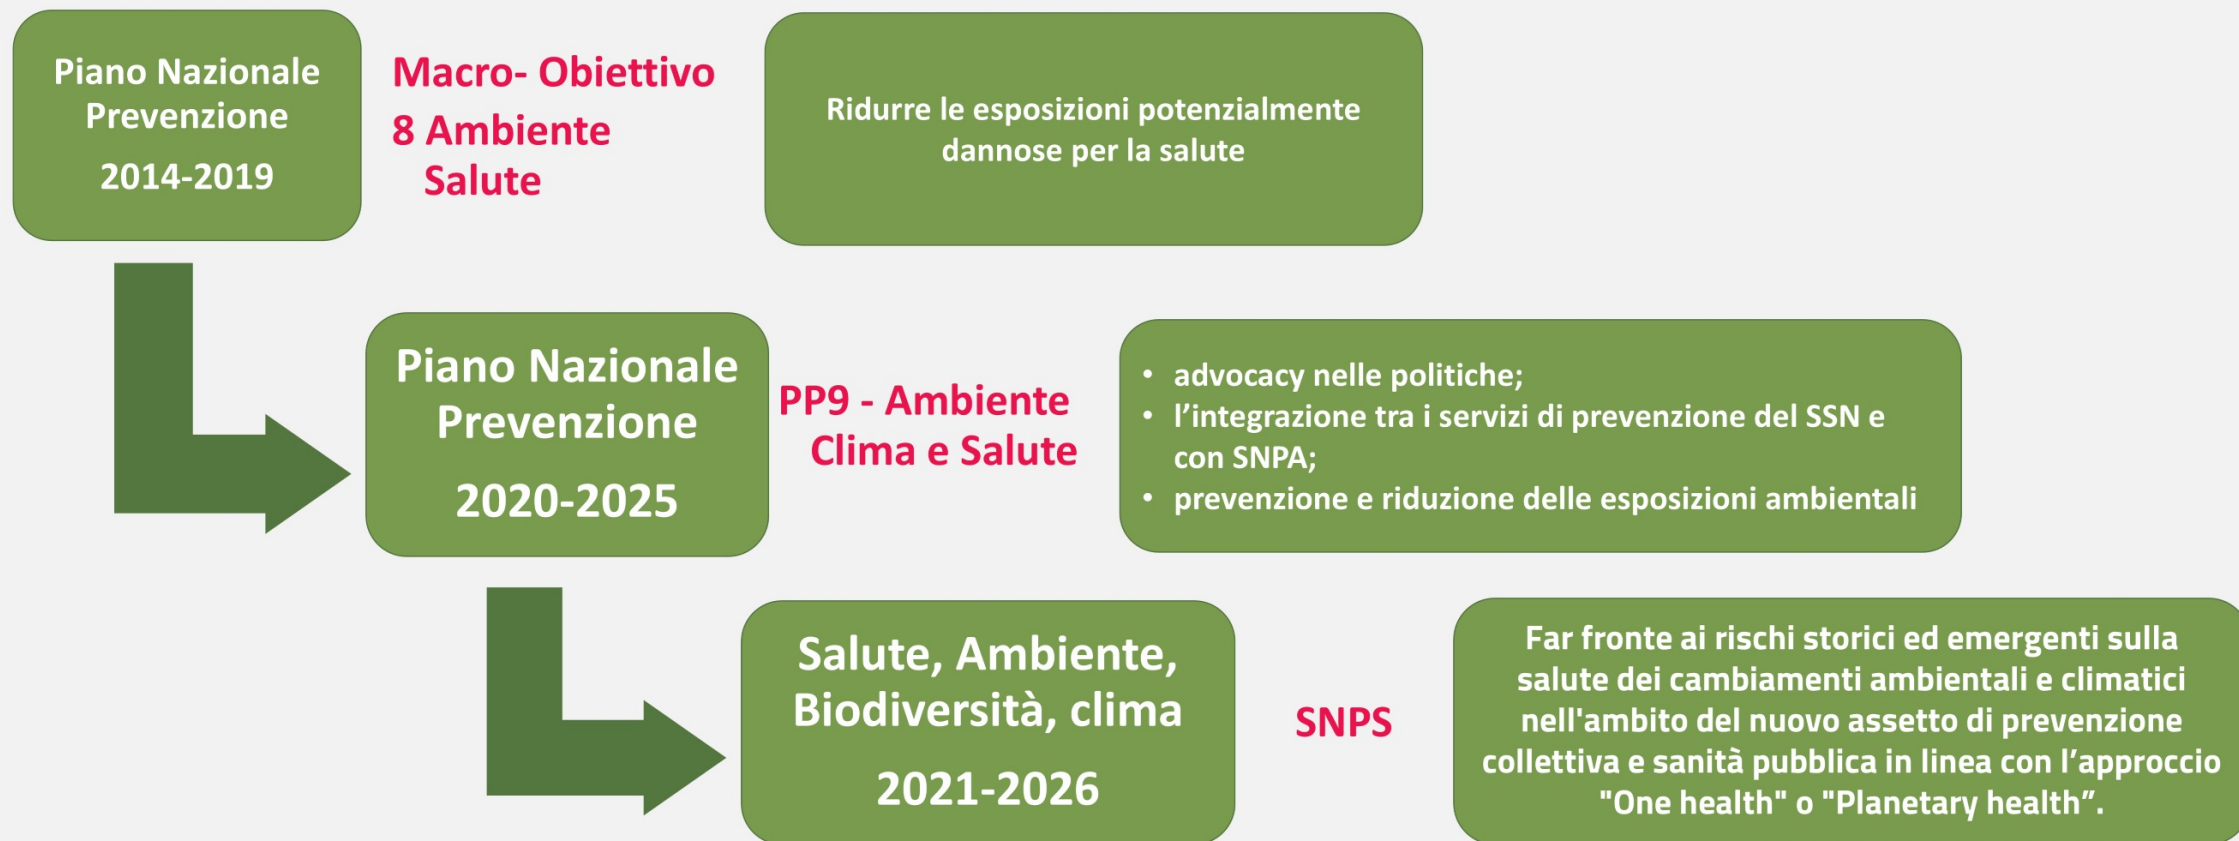 Piano Nazionale
Prevenzione
2014-2019
Macro- Obiettivo
8 Ambiente
Salute
Ridurre le esposizioni potenzialmente
dannose per la salute
Piano Nazionale
Prevenzione
2020-2025
PP9 - Ambiente
Clima e Salute
• advocacy nelle politiche;
• l’integrazione tra i servizi di prevenzione del SSN e
con SNPA;
• prevenzione e riduzione delle esposizioni ambientali
Salute, Ambiente,
Biodiversità, clima
2021-2026
SNPS
Far fronte ai rischi storici ed emergenti sulla
salute dei cambiamenti ambientali e climatici
nell'ambito del nuovo assetto di prevenzione
collettiva e sanità pubblica in linea con l’approccio
"One health" o "Planetary health”.